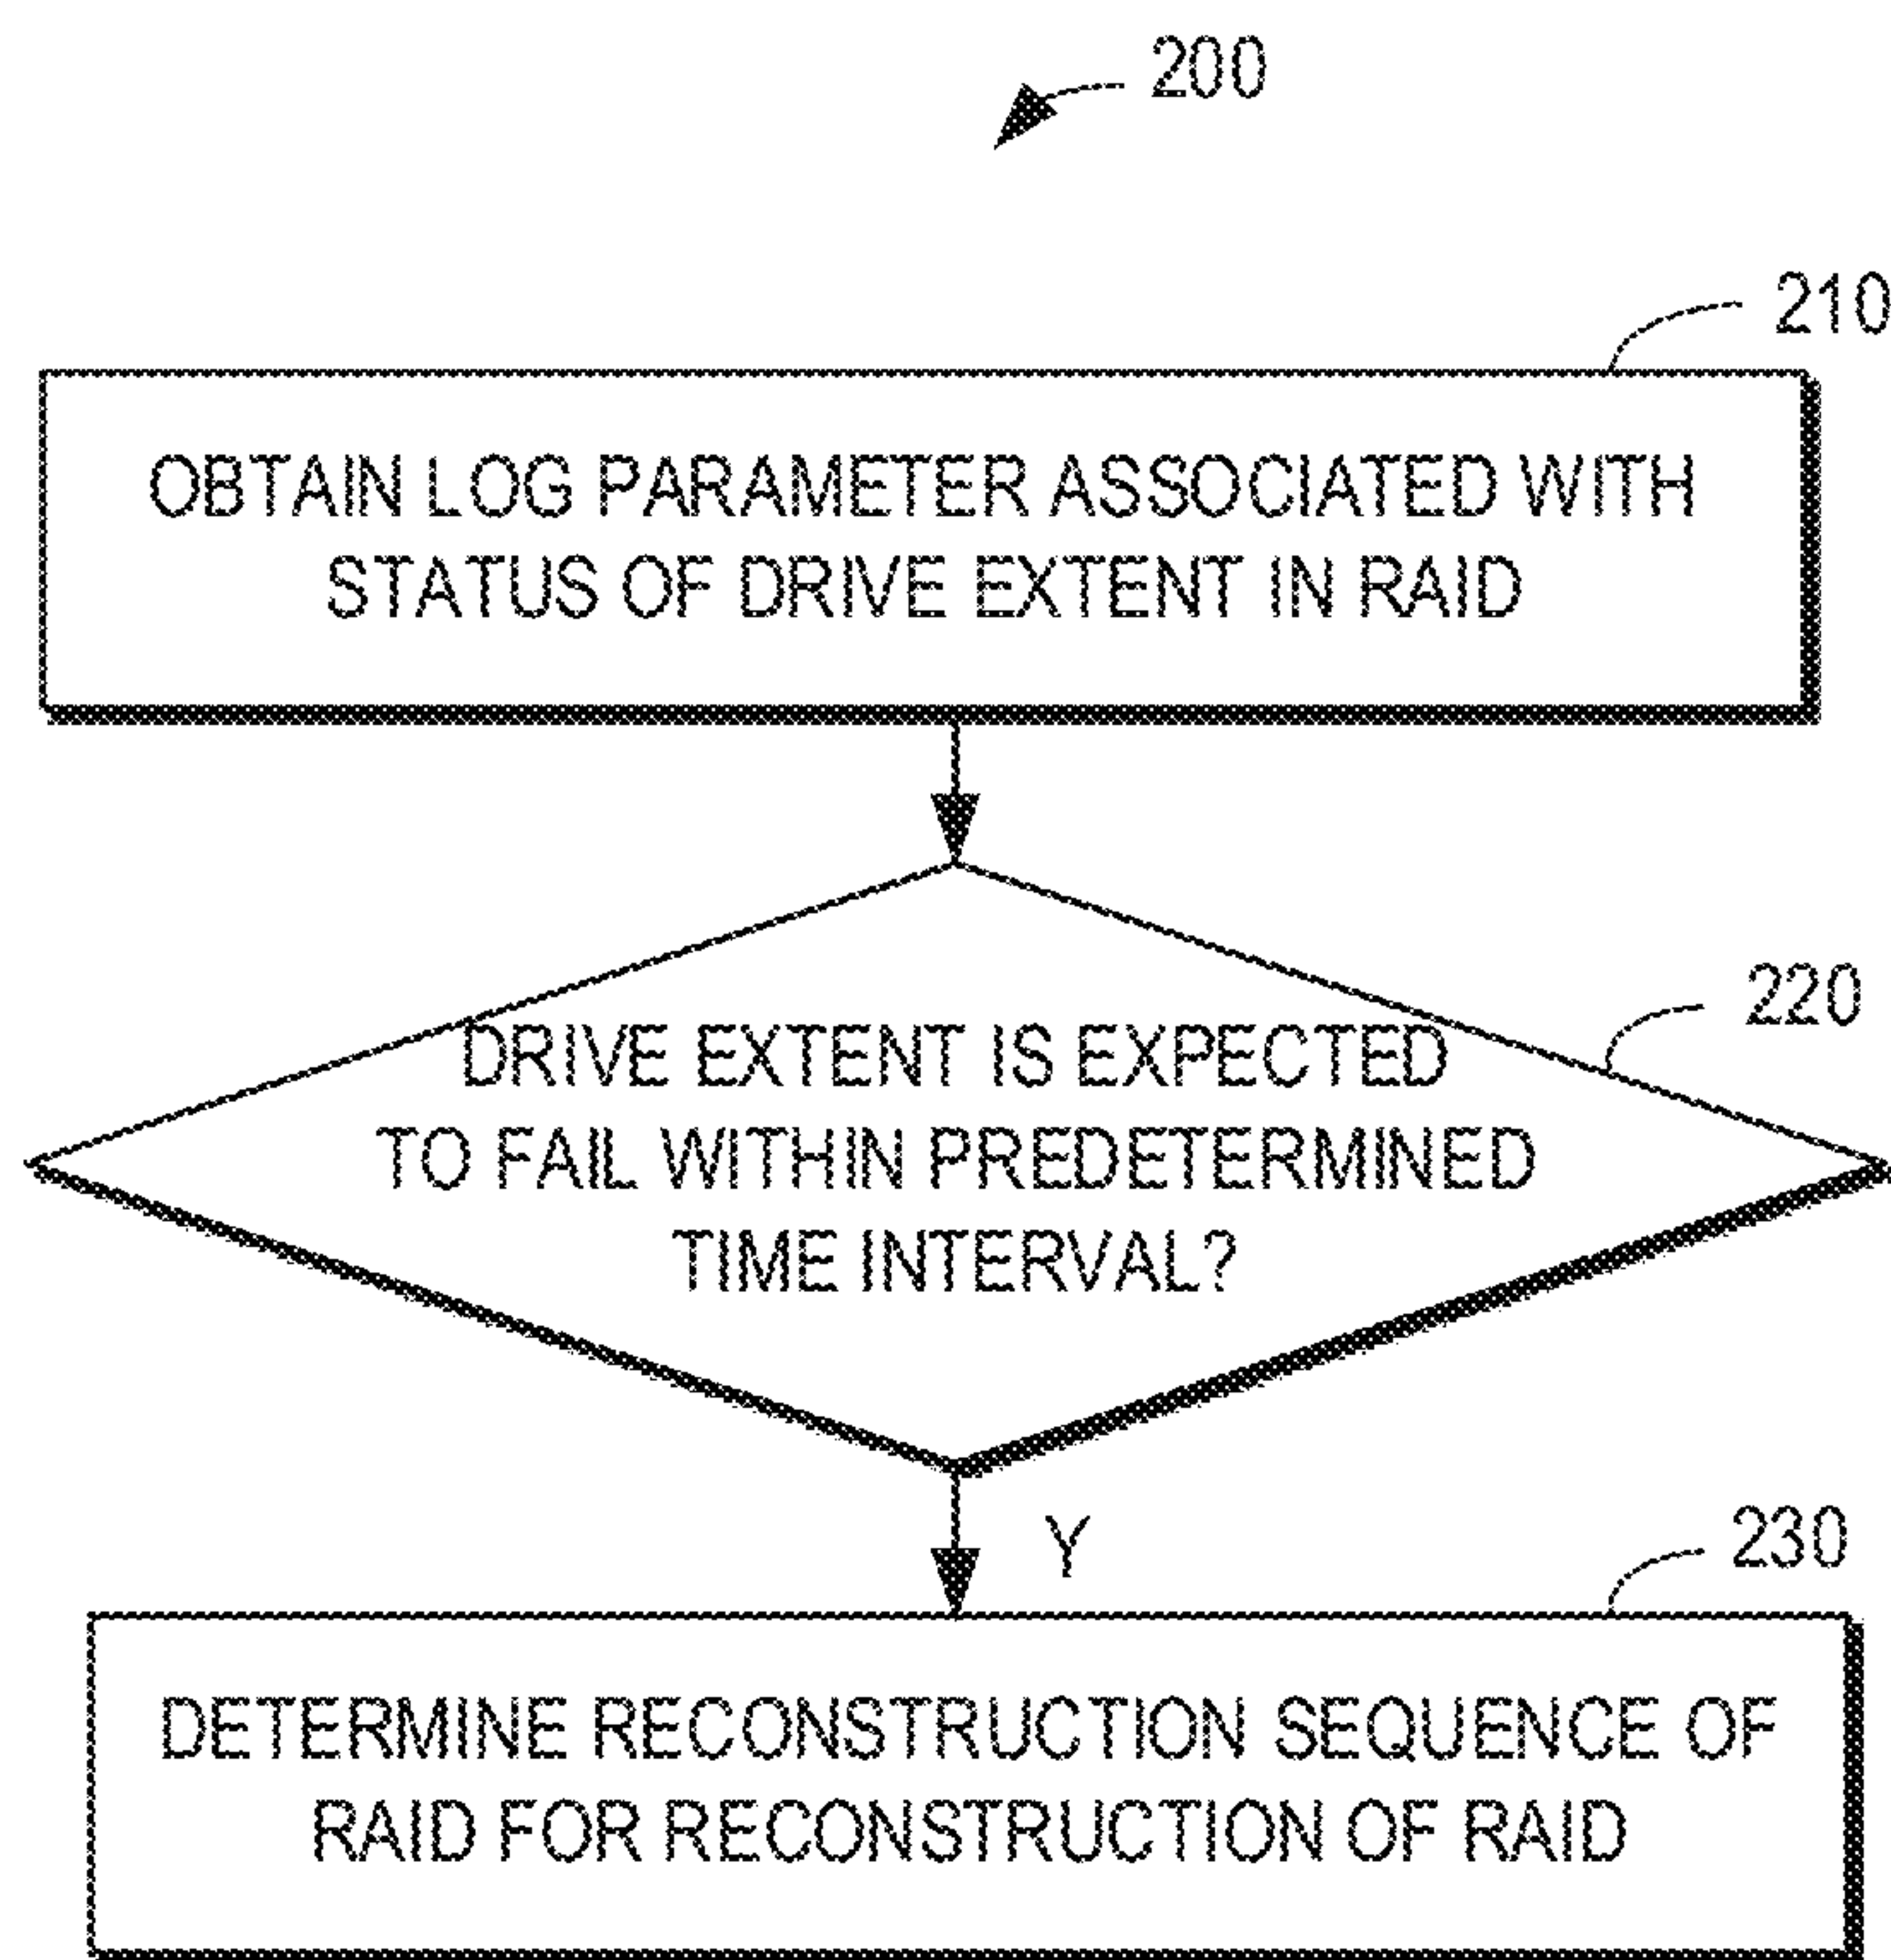 200
210
OBTAIN LOG PARAMETER ASSOCIATED WITH
STATUS OF DRIVE EXTENT IN RAID
220
DRIVE EXTENT IS EXPECTED
TO FAIL WITHIN PREDETERMINED
TIME INTERVAL?
Y
230
DETERMINE RECONSTRUCTION SEQUENCE OF
RAID FOR RECONSTRUCTION OF RAID